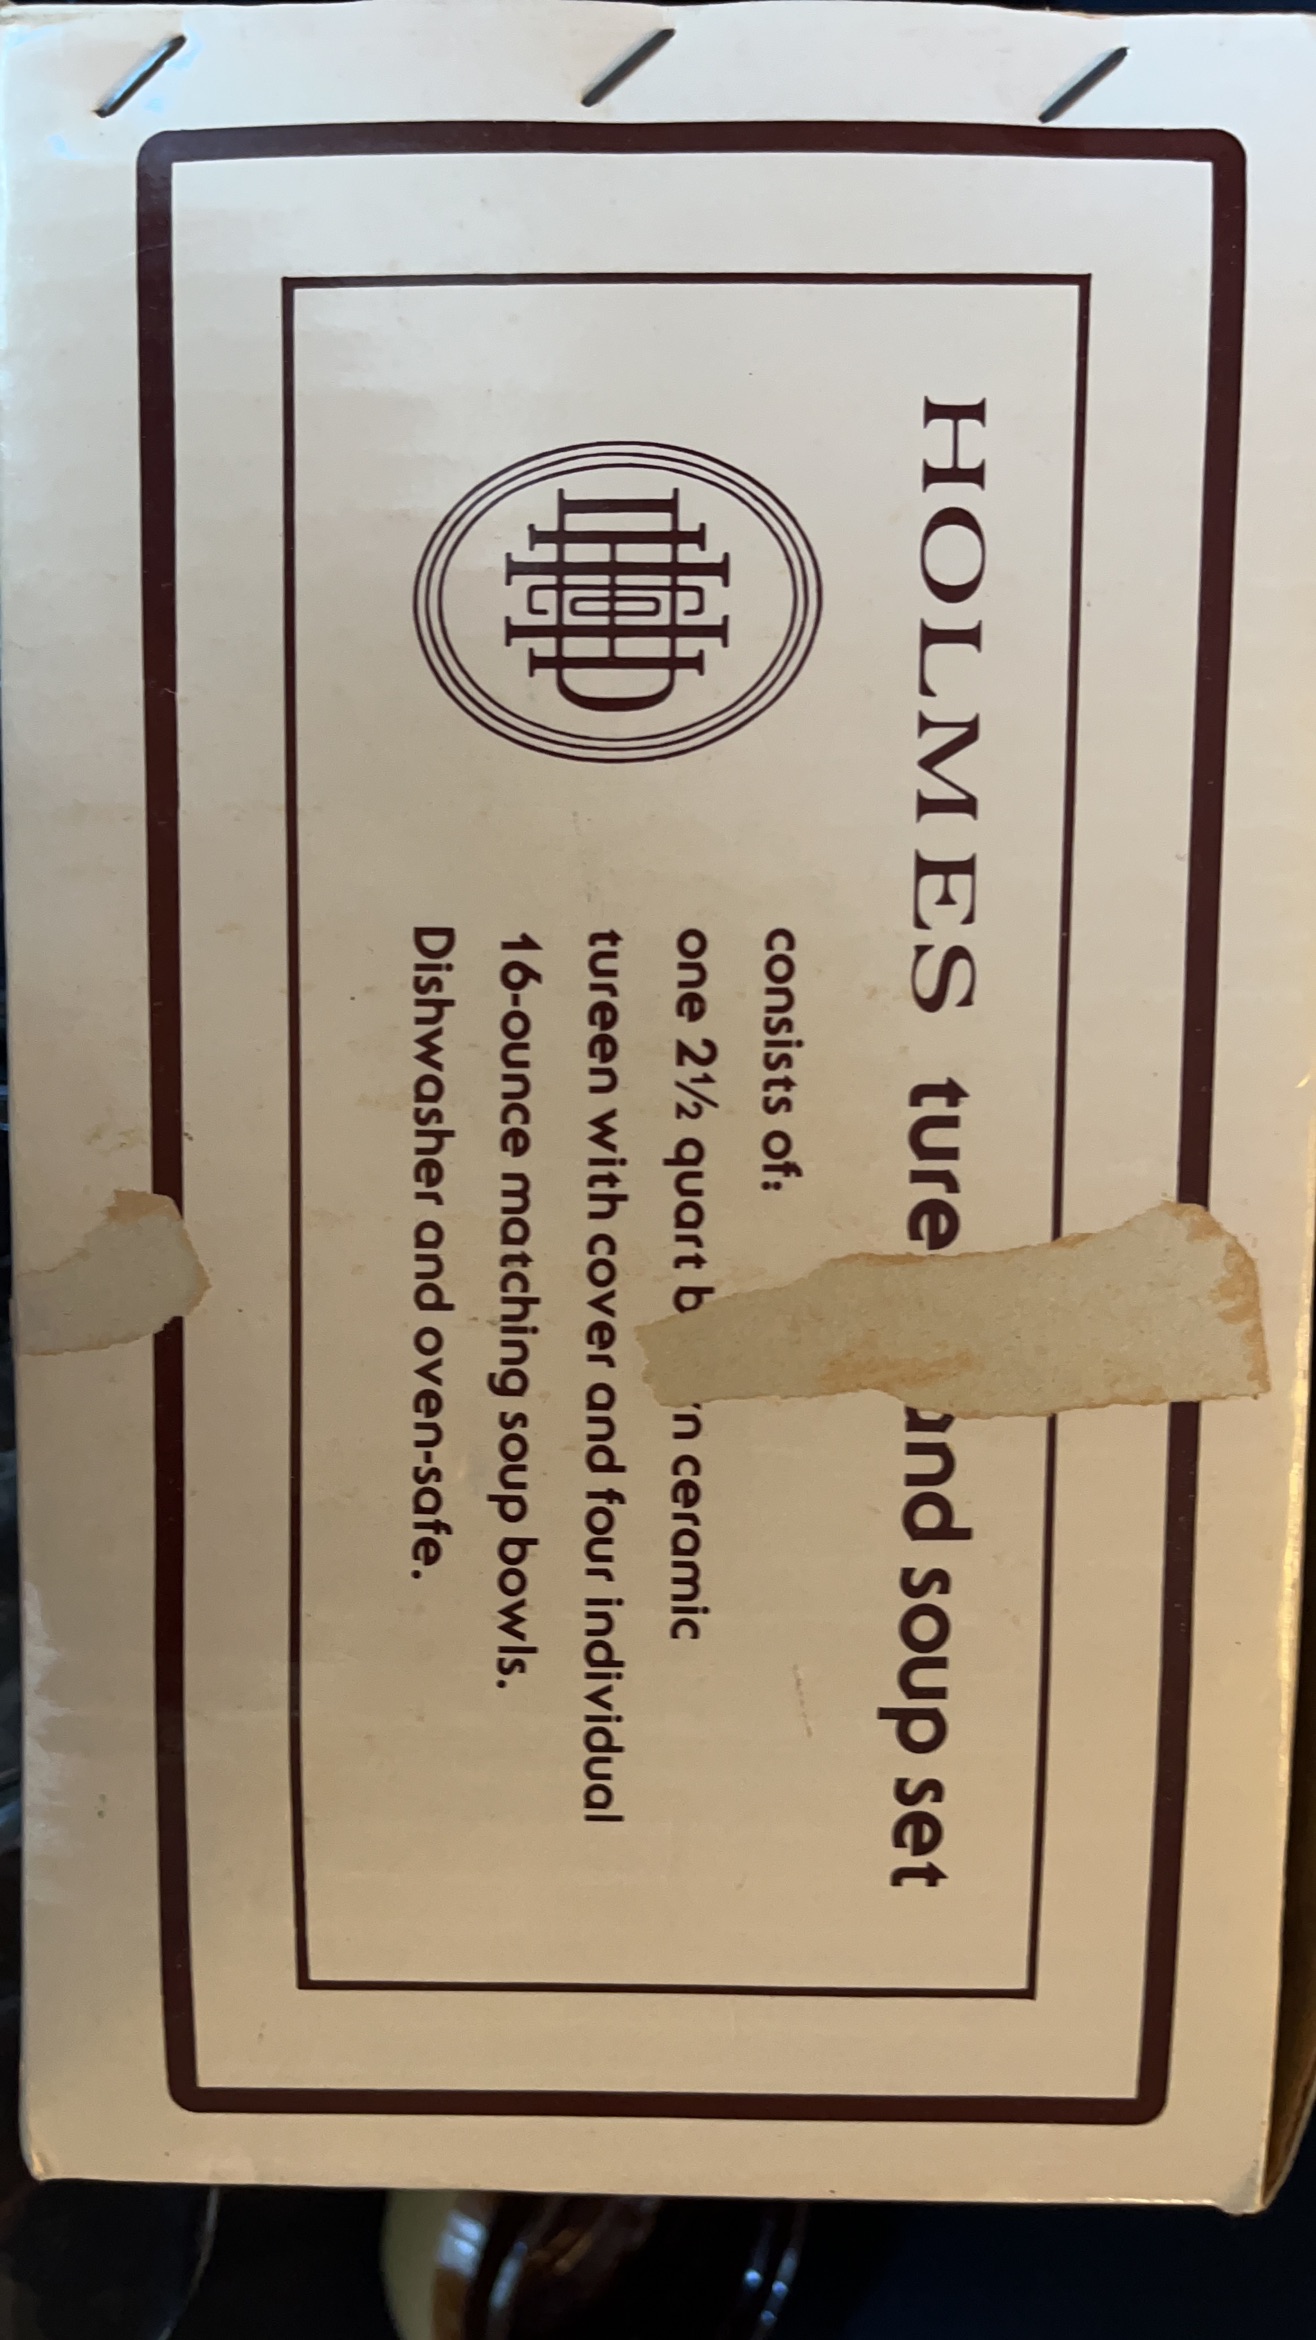 HOLMES ture and soup set
consists of:
one 2½ quart b n ceramic
tureen with cover and four individual
16-ounce matching soup bowls.
Dishwasher and oven-safe.